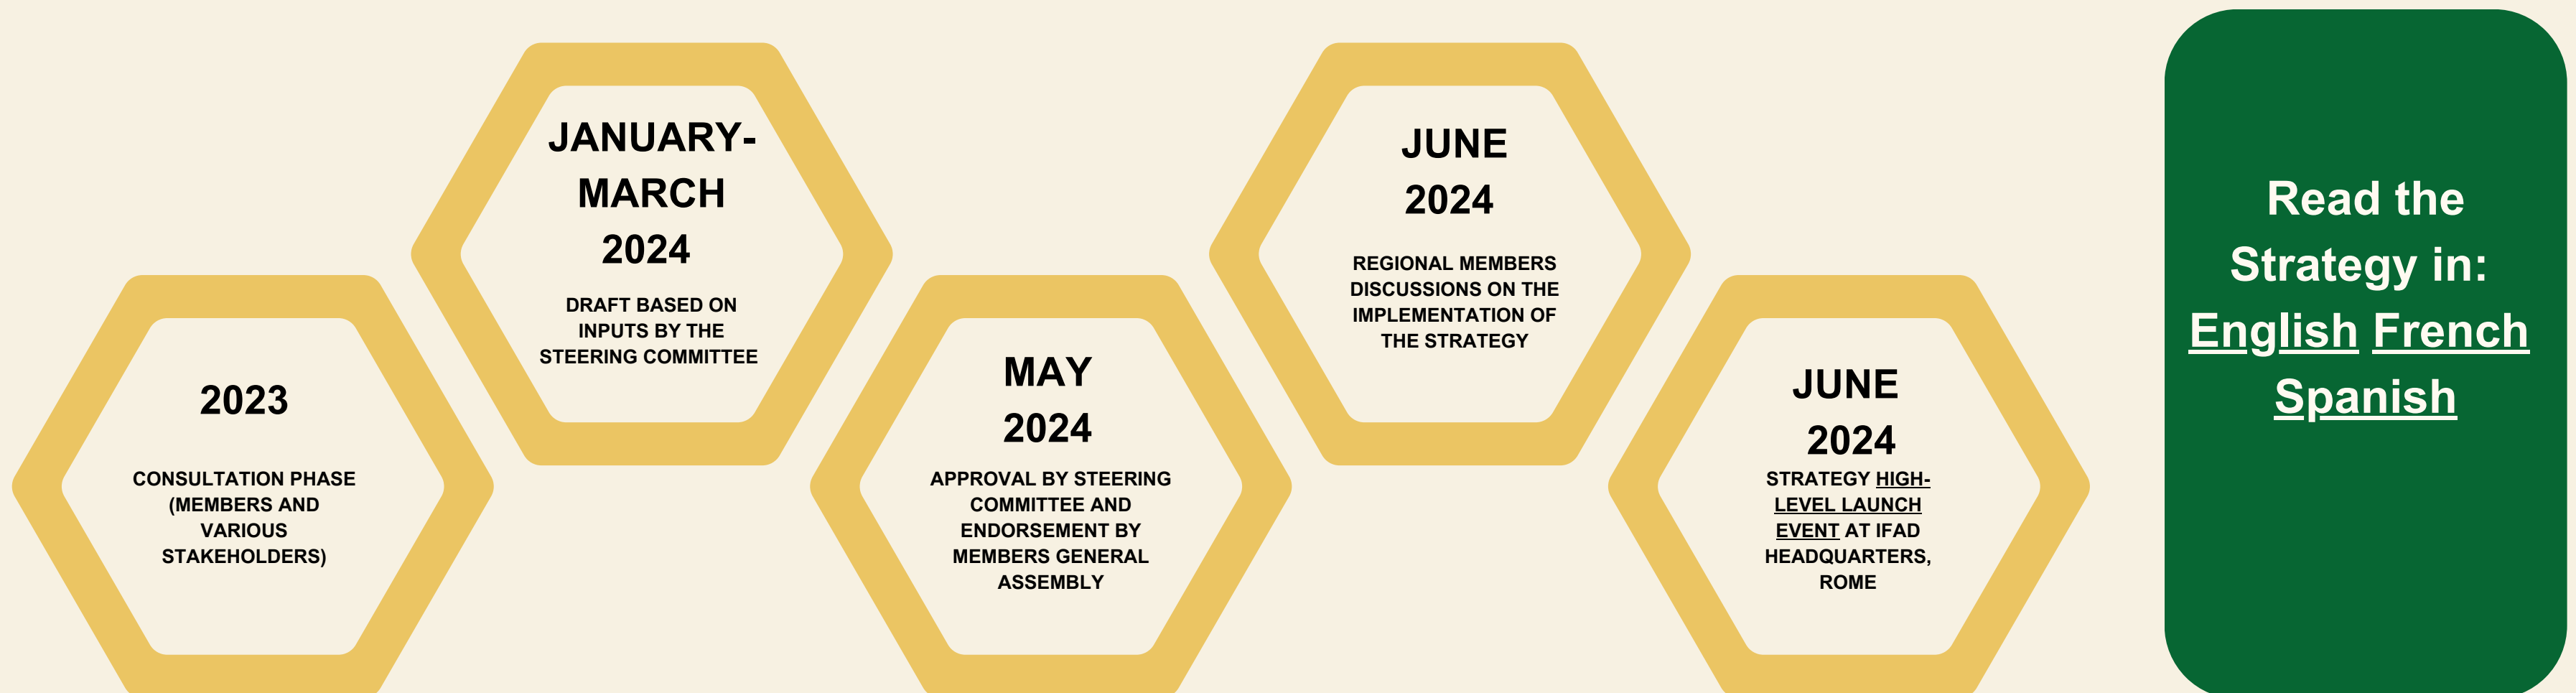 2023
CONSULTATION PHASE
(MEMBERS AND
VARIOUS
STAKEHOLDERS)
JANUARY-
MARCH
2024
DRAFT BASED ON
INPUTS BY THE
STEERING COMMITTEE
MAY
2024
APPROVAL BY STEERING
COMMITTEE AND
ENDORSEMENT BY
MEMBERS GENERAL
ASSEMBLY
JUNE
2024
REGIONAL MEMBERS
DISCUSSIONS ON THE
IMPLEMENTATION OF
THE STRATEGY
JUNE
2024
STRATEGY HIGH-
LEVEL LAUNCH
EVENT AT IFAD
HEADQUARTERS,
ROME
Read the
Strategy in:
English French
Spanish